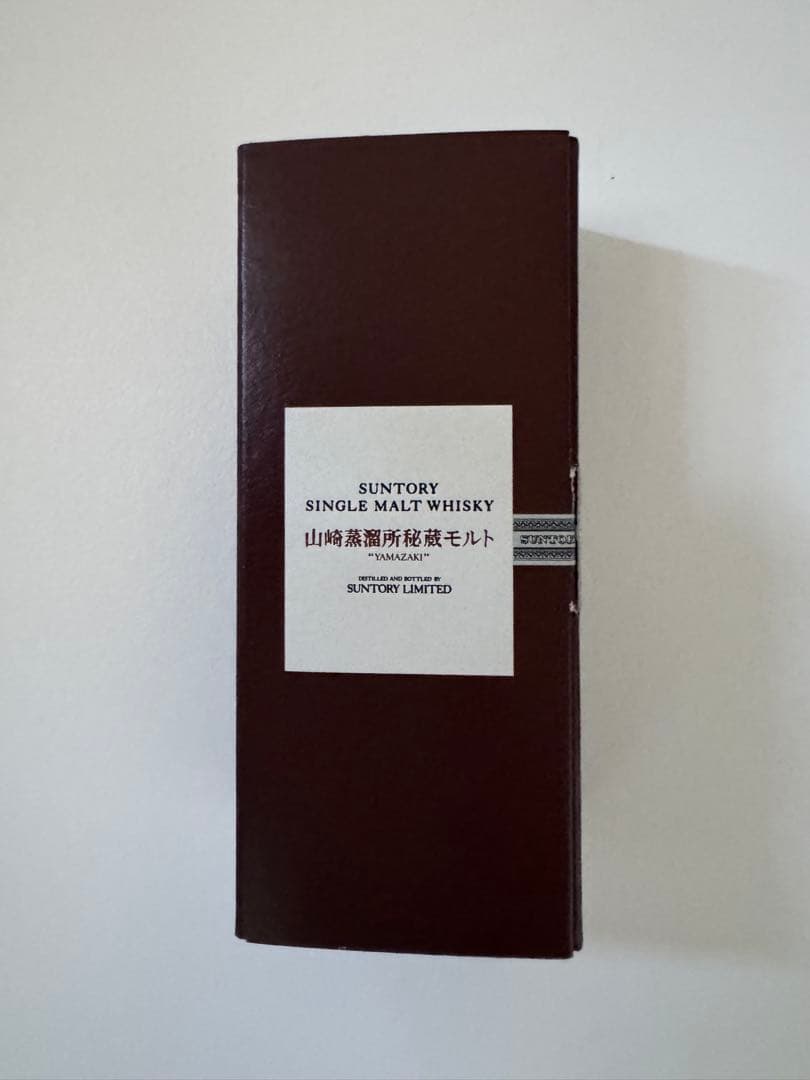 SUNTORY
SINGLE MALT WHISKY
山崎蒸溜所秘蔵モルト
"YAMAZAKI"
DISTILLED AND BOTTLED BY
SUNTORY LIMITED
SUNTOR